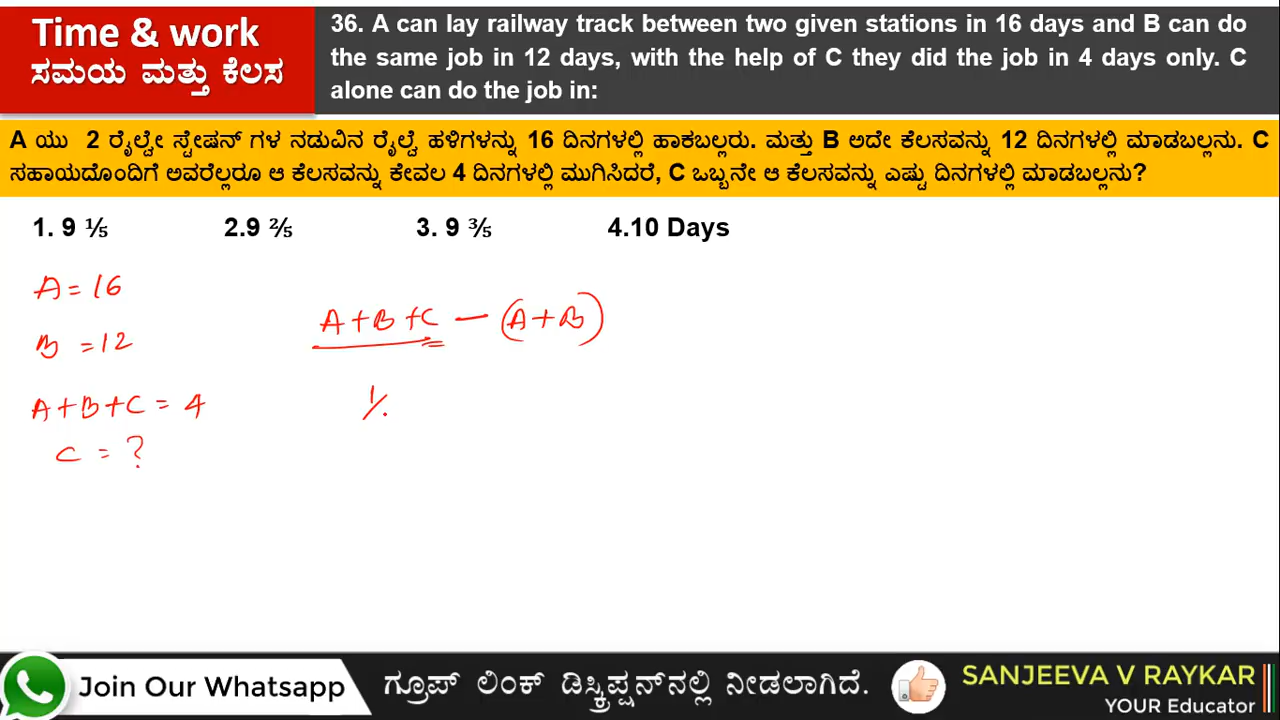 Time & work
ಸಮಯ ಮತ್ತು ಕೆಲಸ
36. A can lay railway track between two given stations in 16 days and B can do
the same job in 12 days, with the help of C they did the job in 4 days only. C
alone can do the job in:
A ಯು 2 ರೈಲ್ವೇ ಸ್ಟೇಷನ್ ಗಳ ನಡುವಿನ ರೈಲ್ವೆ ಹಳಿಗಳನ್ನು 16 ದಿನಗಳಲ್ಲಿ ಹಾಕಬಲ್ಲರು. ಮತ್ತು B ಅದೇ ಕೆಲಸವನ್ನು 12 ದಿನಗಳಲ್ಲಿ ಮಾಡಬಲ್ಲನು. C
ಸಹಾಯದೊಂದಿಗೆ ಅವರೆಲ್ಲರೂ ಆ ಕೆಲಸವನ್ನು ಕೇವಲ 4 ದಿನಗಳಲ್ಲಿ ಮುಗಿಸಿದರೆ, C ಒಬ್ಬನೇ ಆ ಕೆಲಸವನ್ನು ಎಷ್ಟು ದಿನಗಳಲ್ಲಿ ಮಾಡಬಲ್ಲನು?
1. 9 ⅕ 2.9 ⅖ 3. 9 ⅗ 4.10 Days
A = 16
A+B+C - (A+B)
B = 12
A+B+C = 4
1/.
C = ?
Join Our Whatsapp ಗ್ರೂಪ್ ಲಿಂಕ್ ಡಿಸ್ಕ್ರಿಪ್ಷನ್‌ನಲ್ಲಿ ನೀಡಲಾಗಿದೆ. SANJEEVA V RAYKAR
YOUR Educator